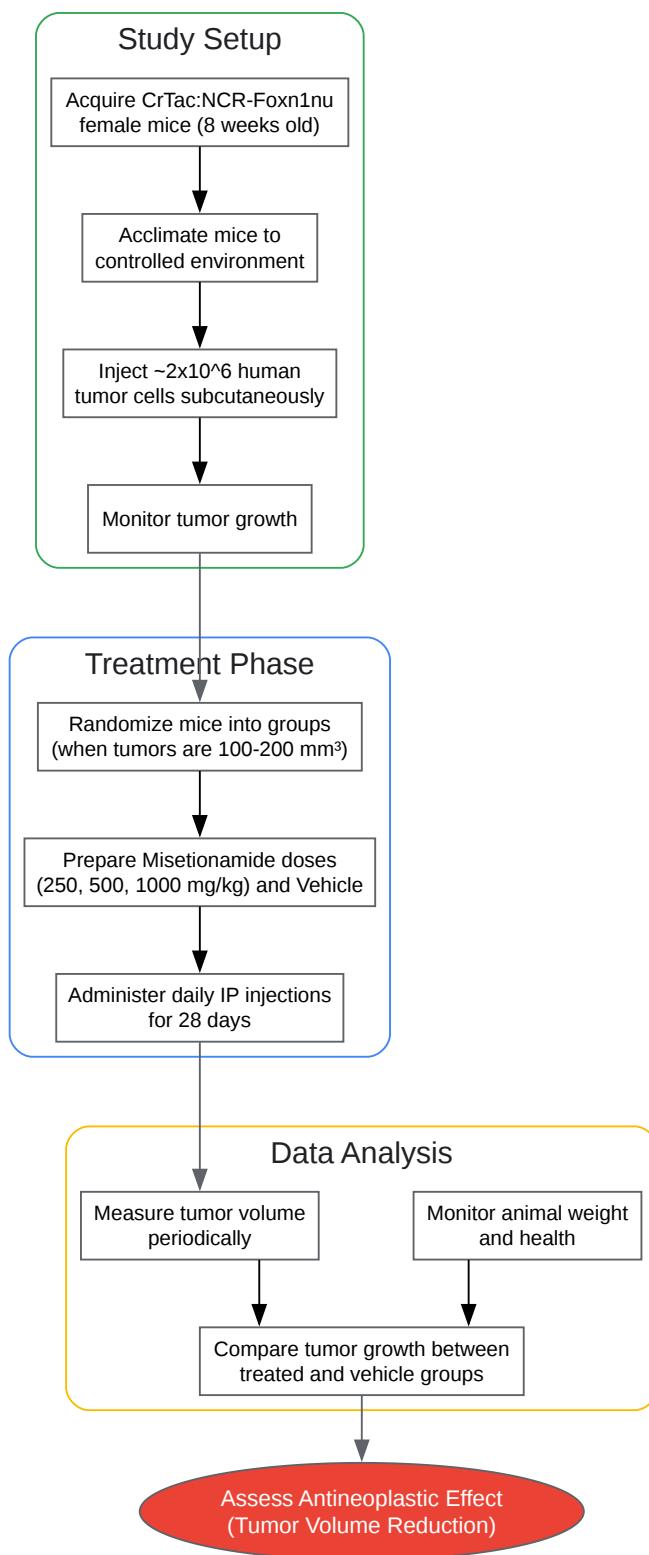 Study Setup
Acquire CrTac:NCR-Foxn1nu
female mice (8 weeks old)
Acclimate mice to
controlled environment
Inject ~2x10^6 human
tumor cells subcutaneously
Monitor tumor growth
Treatment Phase
Randomize mice into groups
(when tumors are 100-200 mm³)
Prepare Misetionamide doses
(250, 500, 1000 mg/kg) and Vehicle
Administer daily IP injections
for 28 days
Data Analysis
Measure tumor volume
periodically
Monitor animal weight
and health
Compare tumor growth between
treated and vehicle groups
Assess Antineoplastic Effect
(Tumor Volume Reduction)